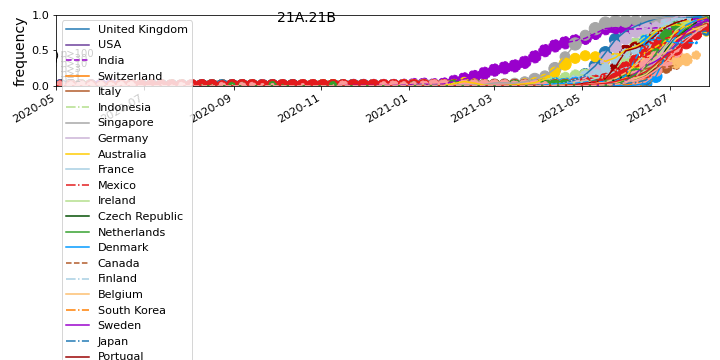 21A.21B
frequency
1.0
0.5
0.0
2020-05
2020-09
2020-11
2021-01
2021-03
2021-05
2021-07
United Kingdom
USA
India
Switzerland
Italy
Indonesia
Singapore
Germany
Australia
France
Mexico
Ireland
Czech Republic
Netherlands
Denmark
Canada
Finland
Belgium
South Korea
Sweden
Japan
Portugal